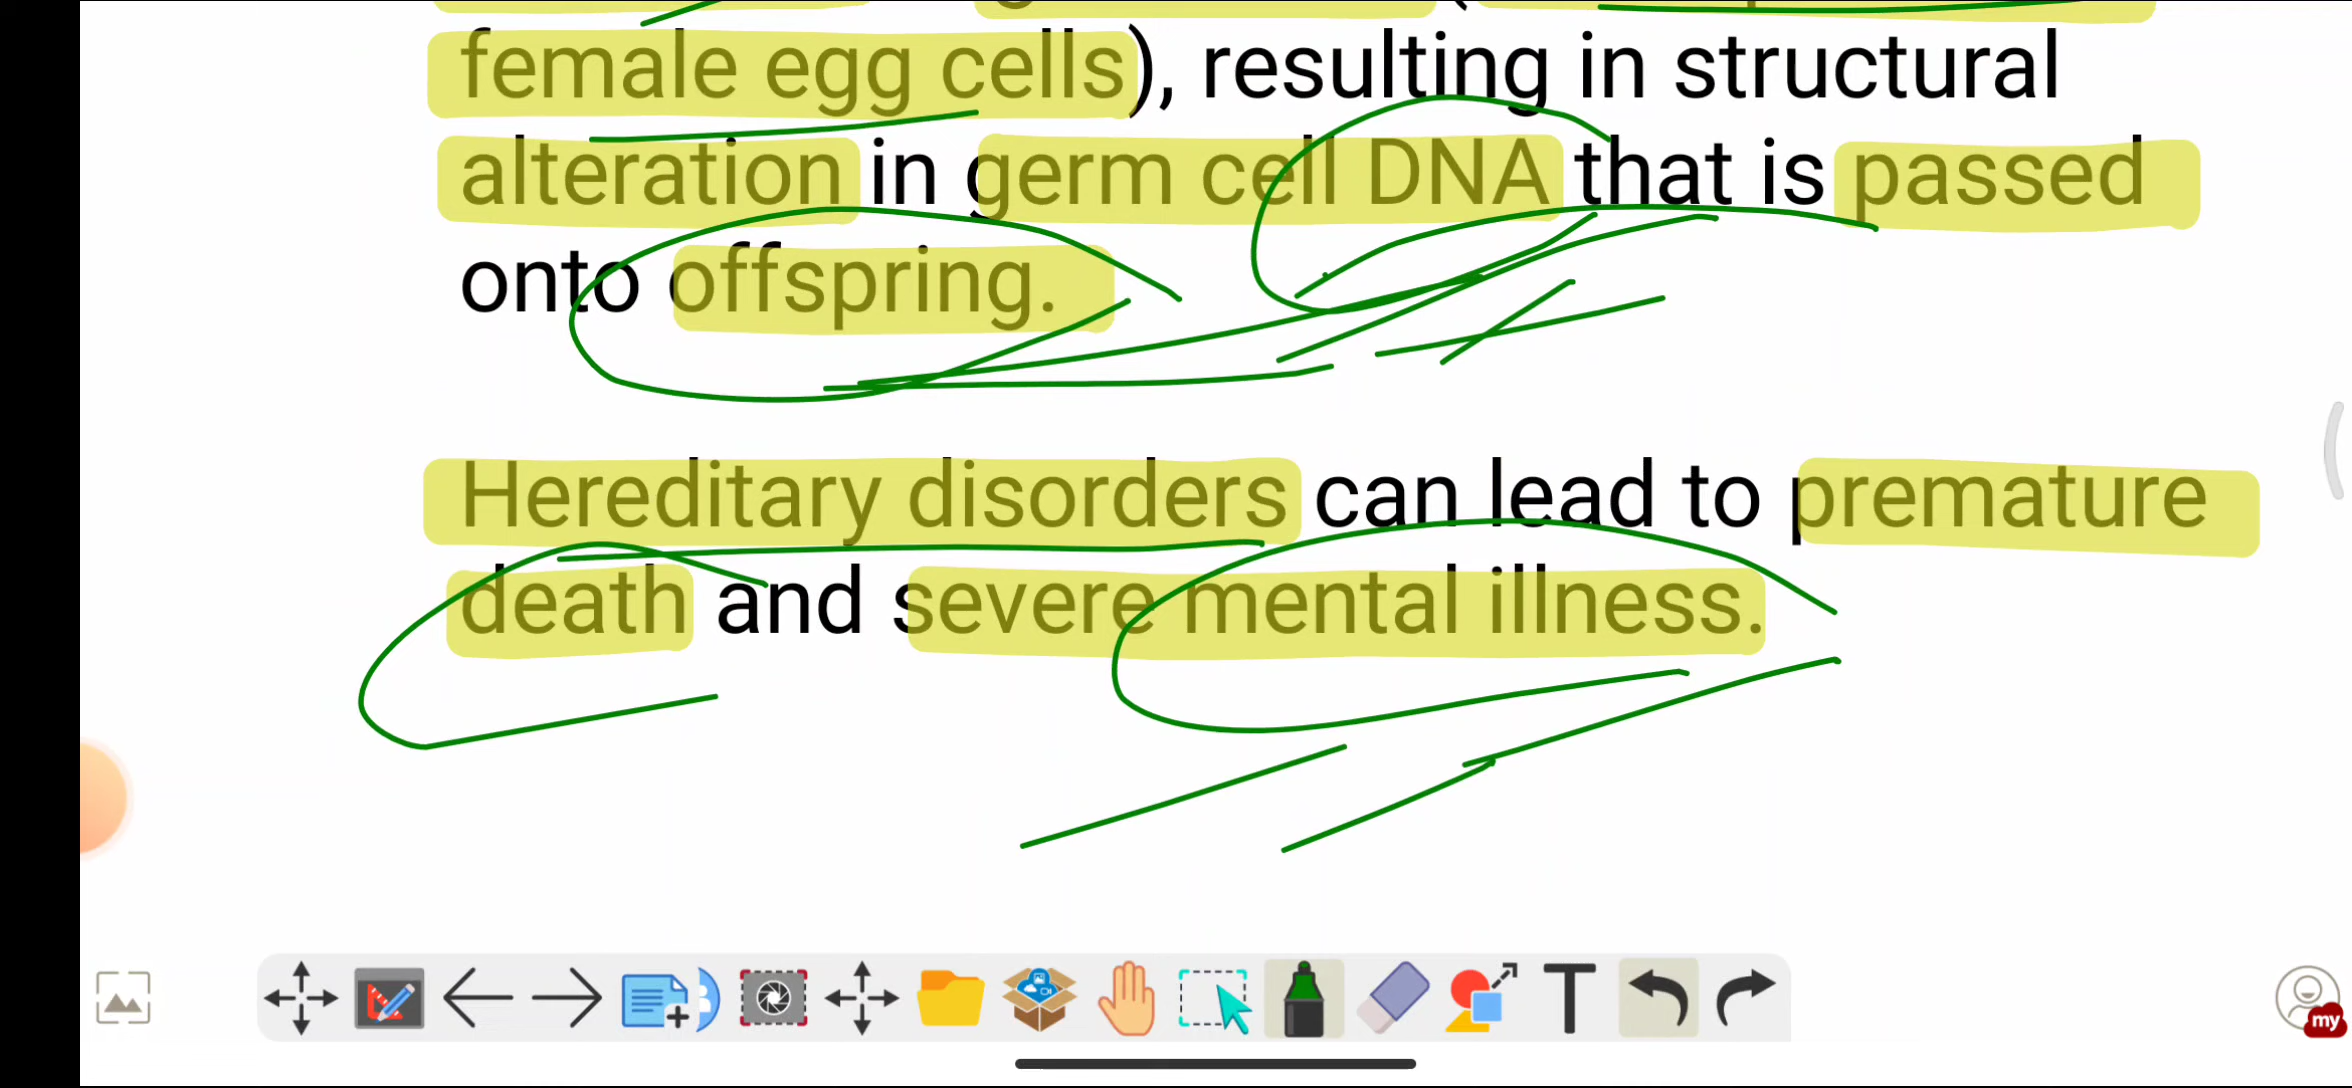 female egg cells), resulting in structural
alteration in germ cell DNA that is passed
onto offspring.
Hereditary disorders can lead to premature
death and severe mental illness.
T
my